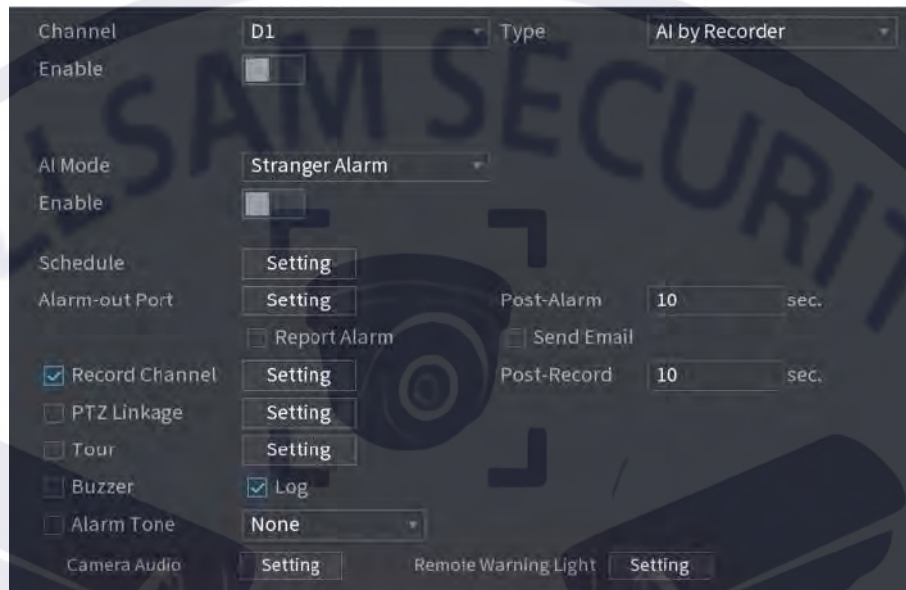 Channel D1 Type AI by Recorder
Enable
AI Mode Stranger Alarm
Enable
Schedule Setting
Alarm-out Port Setting Post-Alarm 10 sec.
Report Alarm Send Email
Record Channel Setting Post-Record 10 sec.
PTZ Linkage Setting
Tour Setting
Buzzer Log
Alarm Tone None
Camera Audio Setting Remote Warning Light Setting